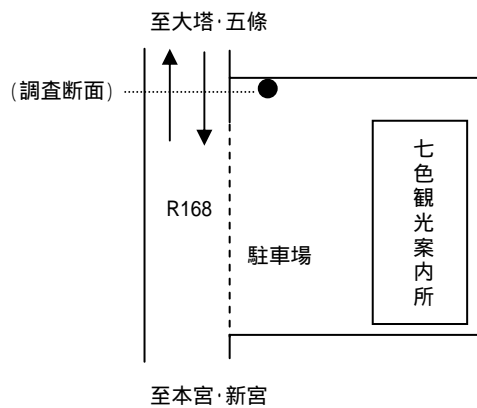 至大塔･五條
(調査断面)
R168
駐車場
七色観光案内所
至本宮･新宮